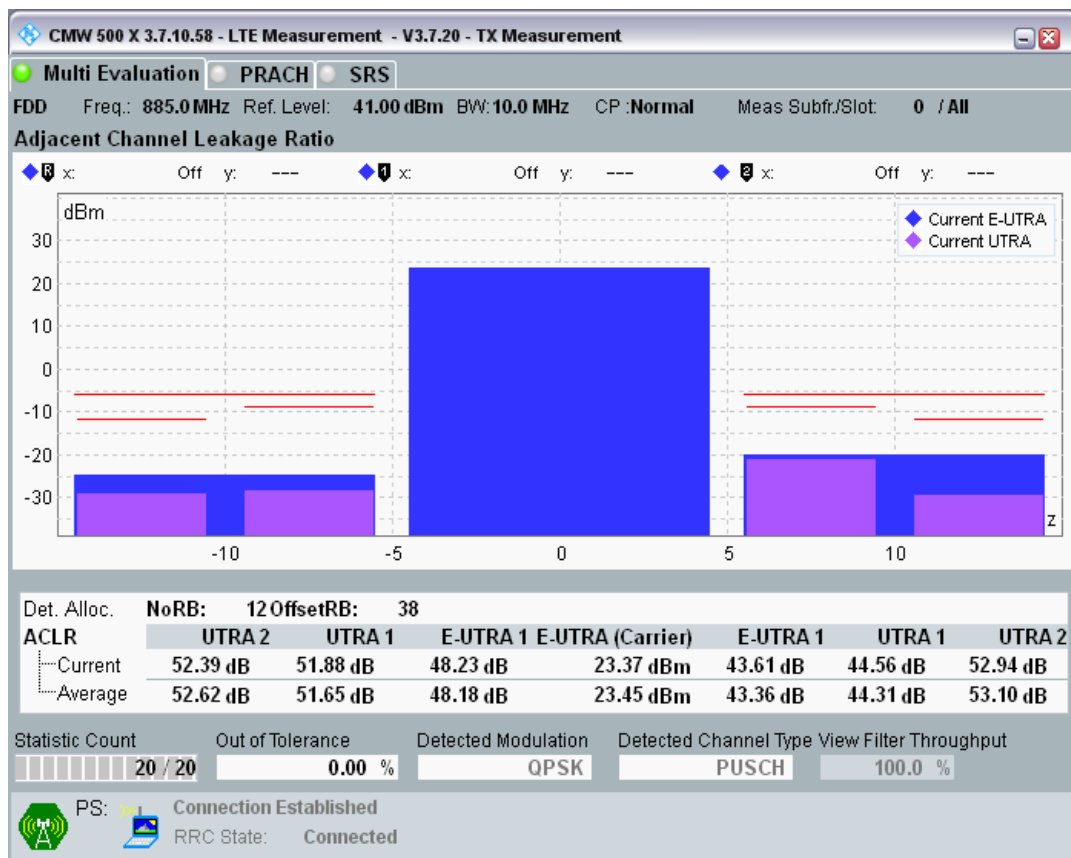 CMW 500 X 3.7.10.58 - LTE Measurement - V3.7.20 - TX Measurement
Multi Evaluation PRACH SRS
FDD Freq.: 885.0 MHz Ref. Level: 41.00 dBm BW: 10.0 MHz CP :Normal Meas Subfr./Slot: 0 / All
Adjacent Channel Leakage Ratio
R x: Off y: --- 1 x: Off y: --- 2 x: Off y: ---
dBm
Current E-UTRA
Current UTRA
30
20
10
0
-10
-20
-30
z
-10 -5 0 5 10
Det. Alloc. NoRB: 12 OffsetRB: 38
ACLR UTRA 2 UTRA 1 E-UTRA 1 E-UTRA (Carrier) E-UTRA 1 UTRA 1 UTRA 2
Current 52.39 dB 51.88 dB 48.23 dB 23.37 dBm 43.61 dB 44.56 dB 52.94 dB
Average 52.62 dB 51.65 dB 48.18 dB 23.45 dBm 43.36 dB 44.31 dB 53.10 dB
Statistic Count Out of Tolerance Detected Modulation Detected Channel Type View Filter Throughput
20 / 20 0.00 % QPSK PUSCH 100.0 %
PS: Connection Established
RRC State: Connected